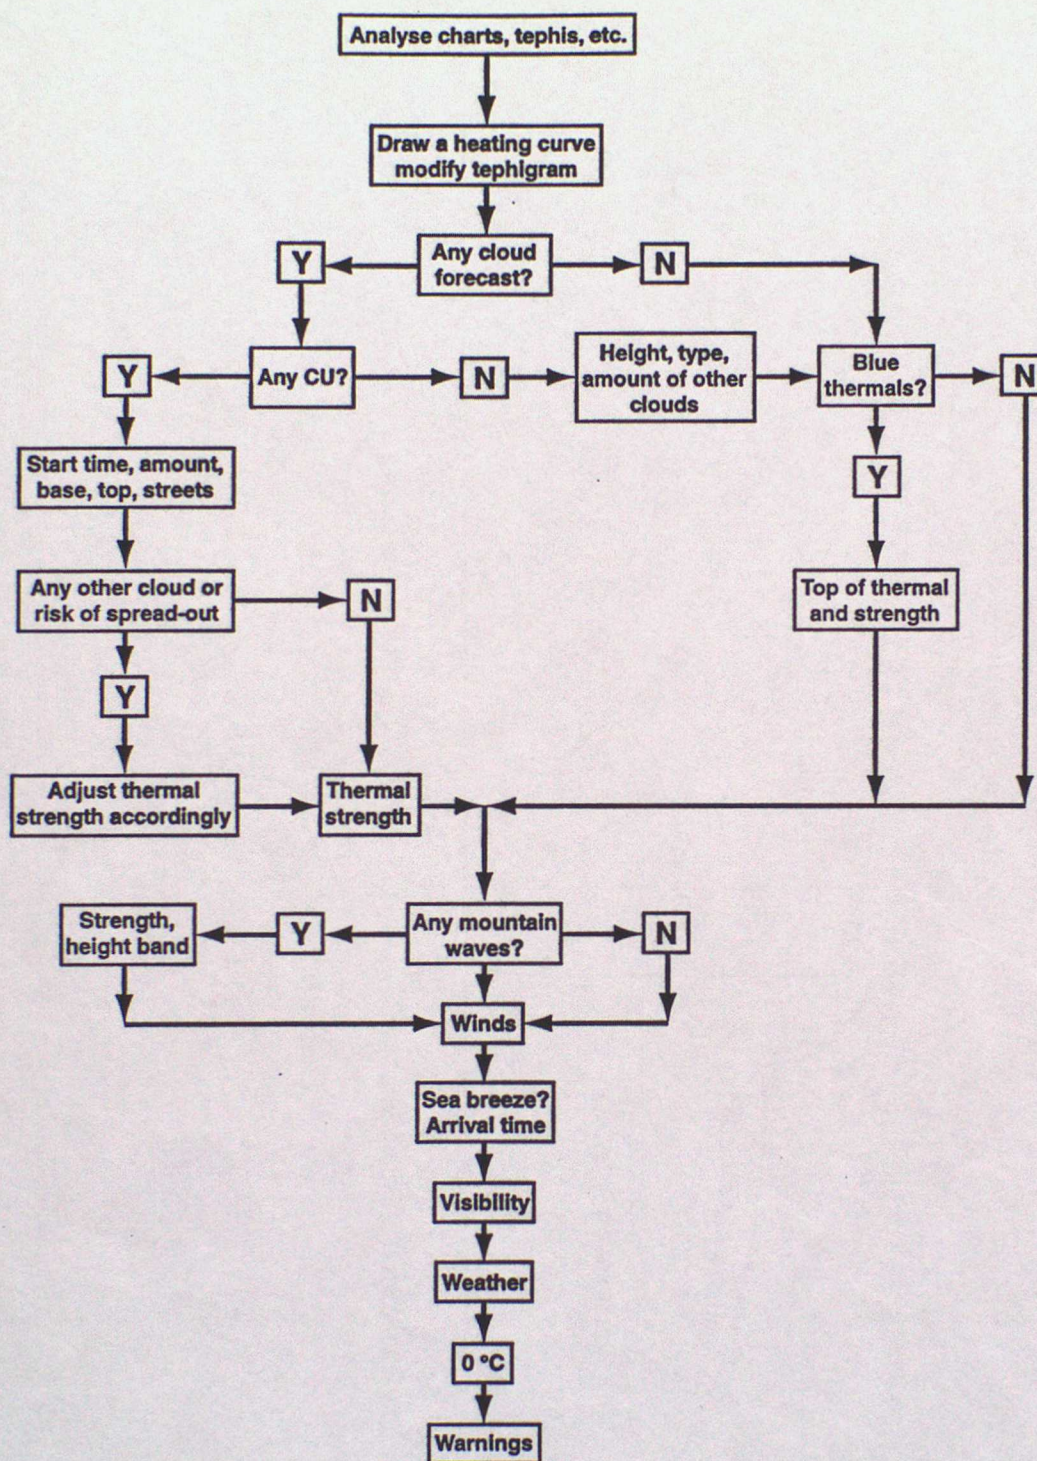 Analyse charts, tephis, etc.
Draw a heating curve
modify tephigram
Any cloud
forecast?
Y
N
Any CU?
Y
N
Height, type,
amount of other
clouds
Blue
thermals?
N
Y
Start time, amount,
base, top, streets
Any other cloud or
risk of spread-out
N
Y
Top of thermal
and strength
Adjust thermal
strength accordingly
Thermal
strength
Any mountain
waves?
Y
N
Strength,
height band
Winds
Sea breeze?
Arrival time
Visibility
Weather
0 °C
Warnings